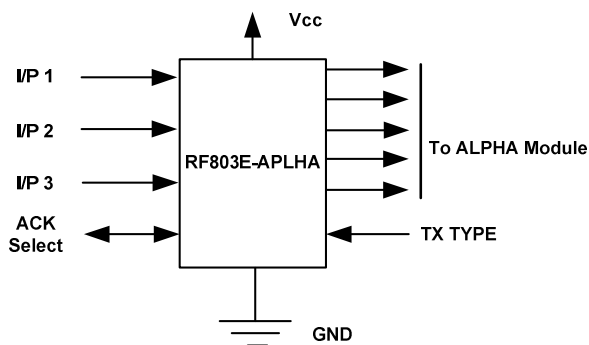 Vcc
I/P 1
I/P 2
I/P 3
ACK
Select
RF803E-APLHA
To ALPHA Module
TX TYPE
GND